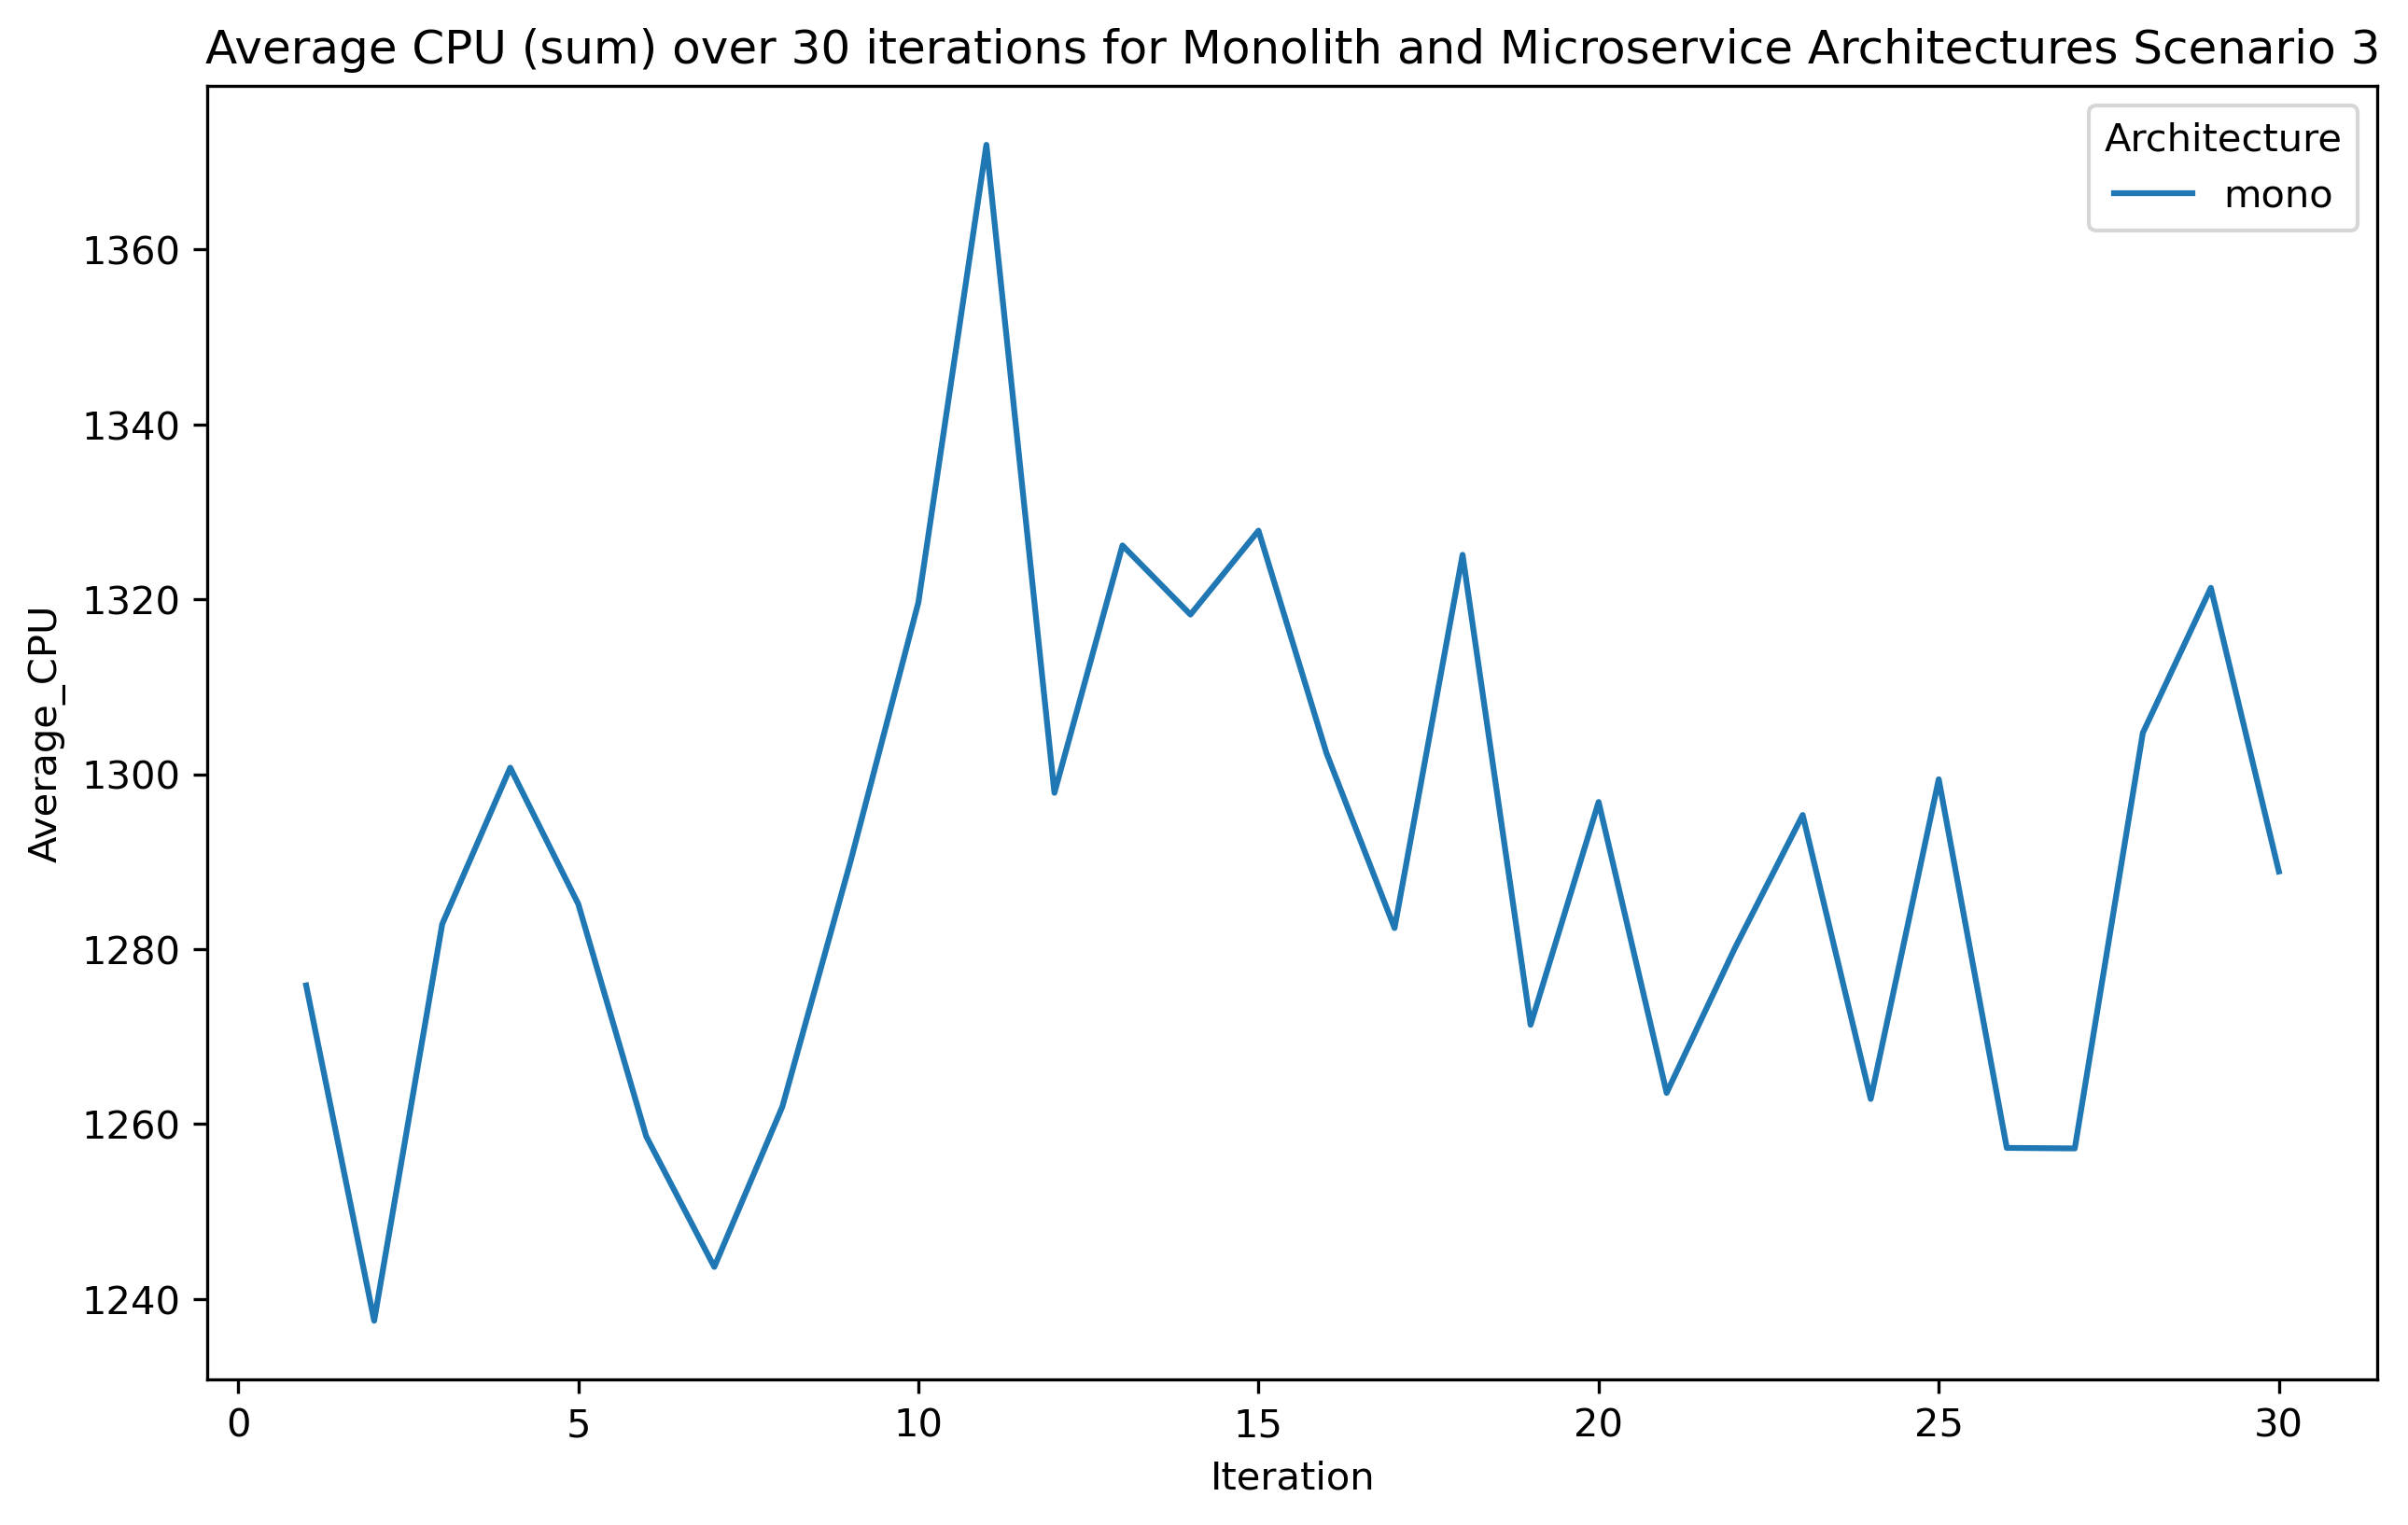 Average CPU (sum) over 30 iterations for Monolith and Microservice Architectures Scenario 3
Architecture
mono
1360
1340
1320
1300
1280
1260
1240
Average_CPU
0 5 10 15 20 25 30
Iteration